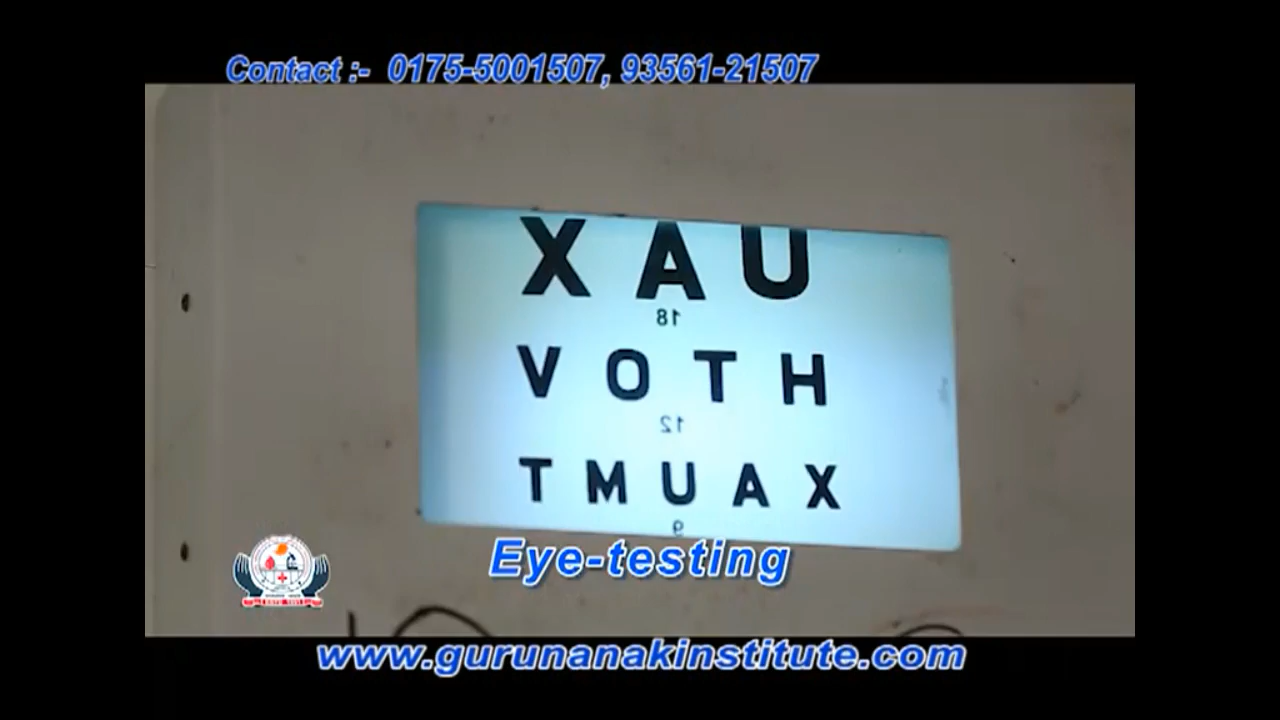 Contact :- 0175-5001507, 93561-21507
XAU
18
VOTH
12
TMUAX
9
Eye-testing
www.gurunanakinstitute.com